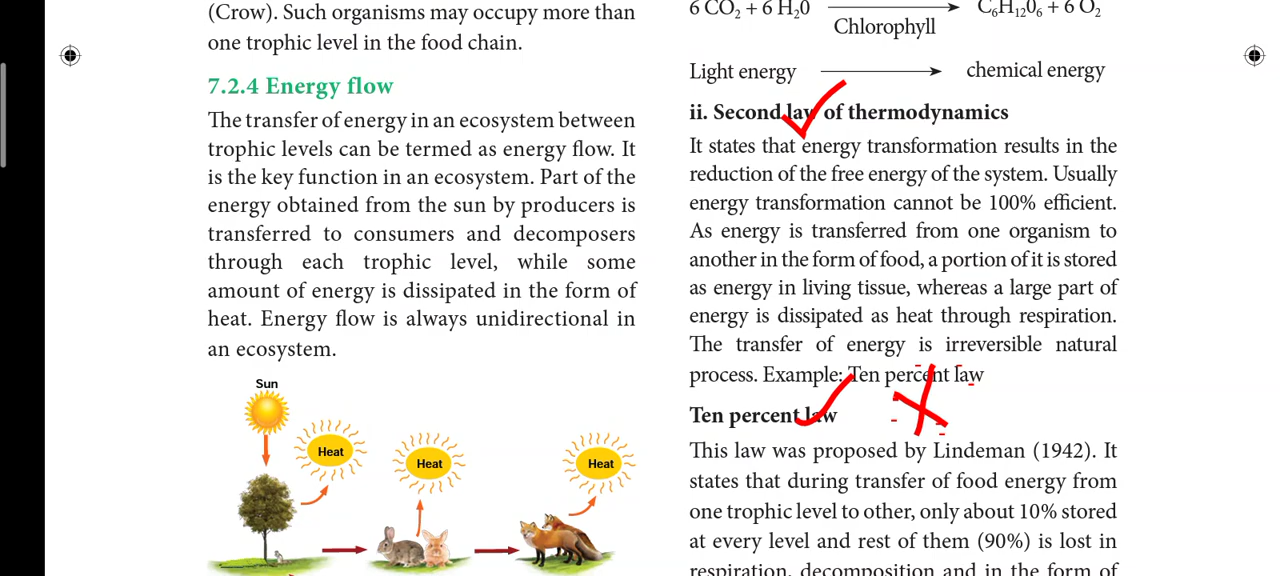 (Crow). Such organisms may occupy more than
one trophic level in the food chain.
7.2.4 Energy flow
The transfer of energy in an ecosystem between
trophic levels can be termed as energy flow. It
is the key function in an ecosystem. Part of the
energy obtained from the sun by producers is
transferred to consumers and decomposers
through each trophic level, while some
amount of energy is dissipated in the form of
heat. Energy flow is always unidirectional in
an ecosystem.
Sun
Heat
Heat
Heat
6 CO₂ + 6 H₂0 ⟶ C₆H₁₂0₆ + 6 O₂
Chlorophyll
Light energy ⟶ chemical energy
ii. Second law of thermodynamics
It states that energy transformation results in the
reduction of the free energy of the system. Usually
energy transformation cannot be 100% efficient.
As energy is transferred from one organism to
another in the form of food, a portion of it is stored
as energy in living tissue, whereas a large part of
energy is dissipated as heat through respiration.
The transfer of energy is irreversible natural
process. Example: Ten percent law
Ten percent law
This law was proposed by Lindeman (1942). It
states that during transfer of food energy from
one trophic level to other, only about 10% stored
at every level and rest of them (90%) is lost in
respiration, decomposition and in the form of